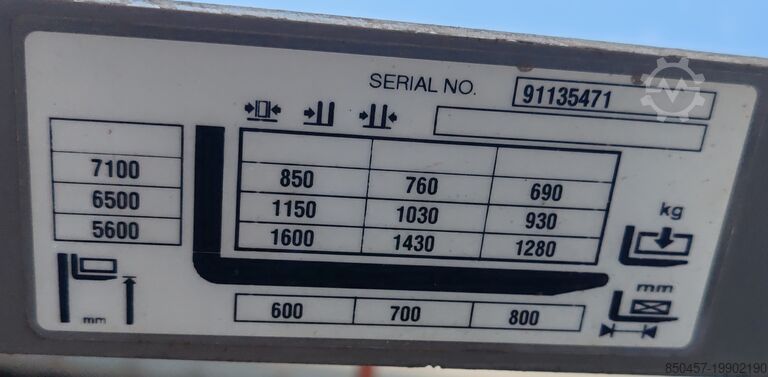 SERIAL NO. 91135471
7100 850 760 690
6500 1150 1030 930
5600 1600 1430 1280
kg
mm
mm
600 700 800
850457-19902190